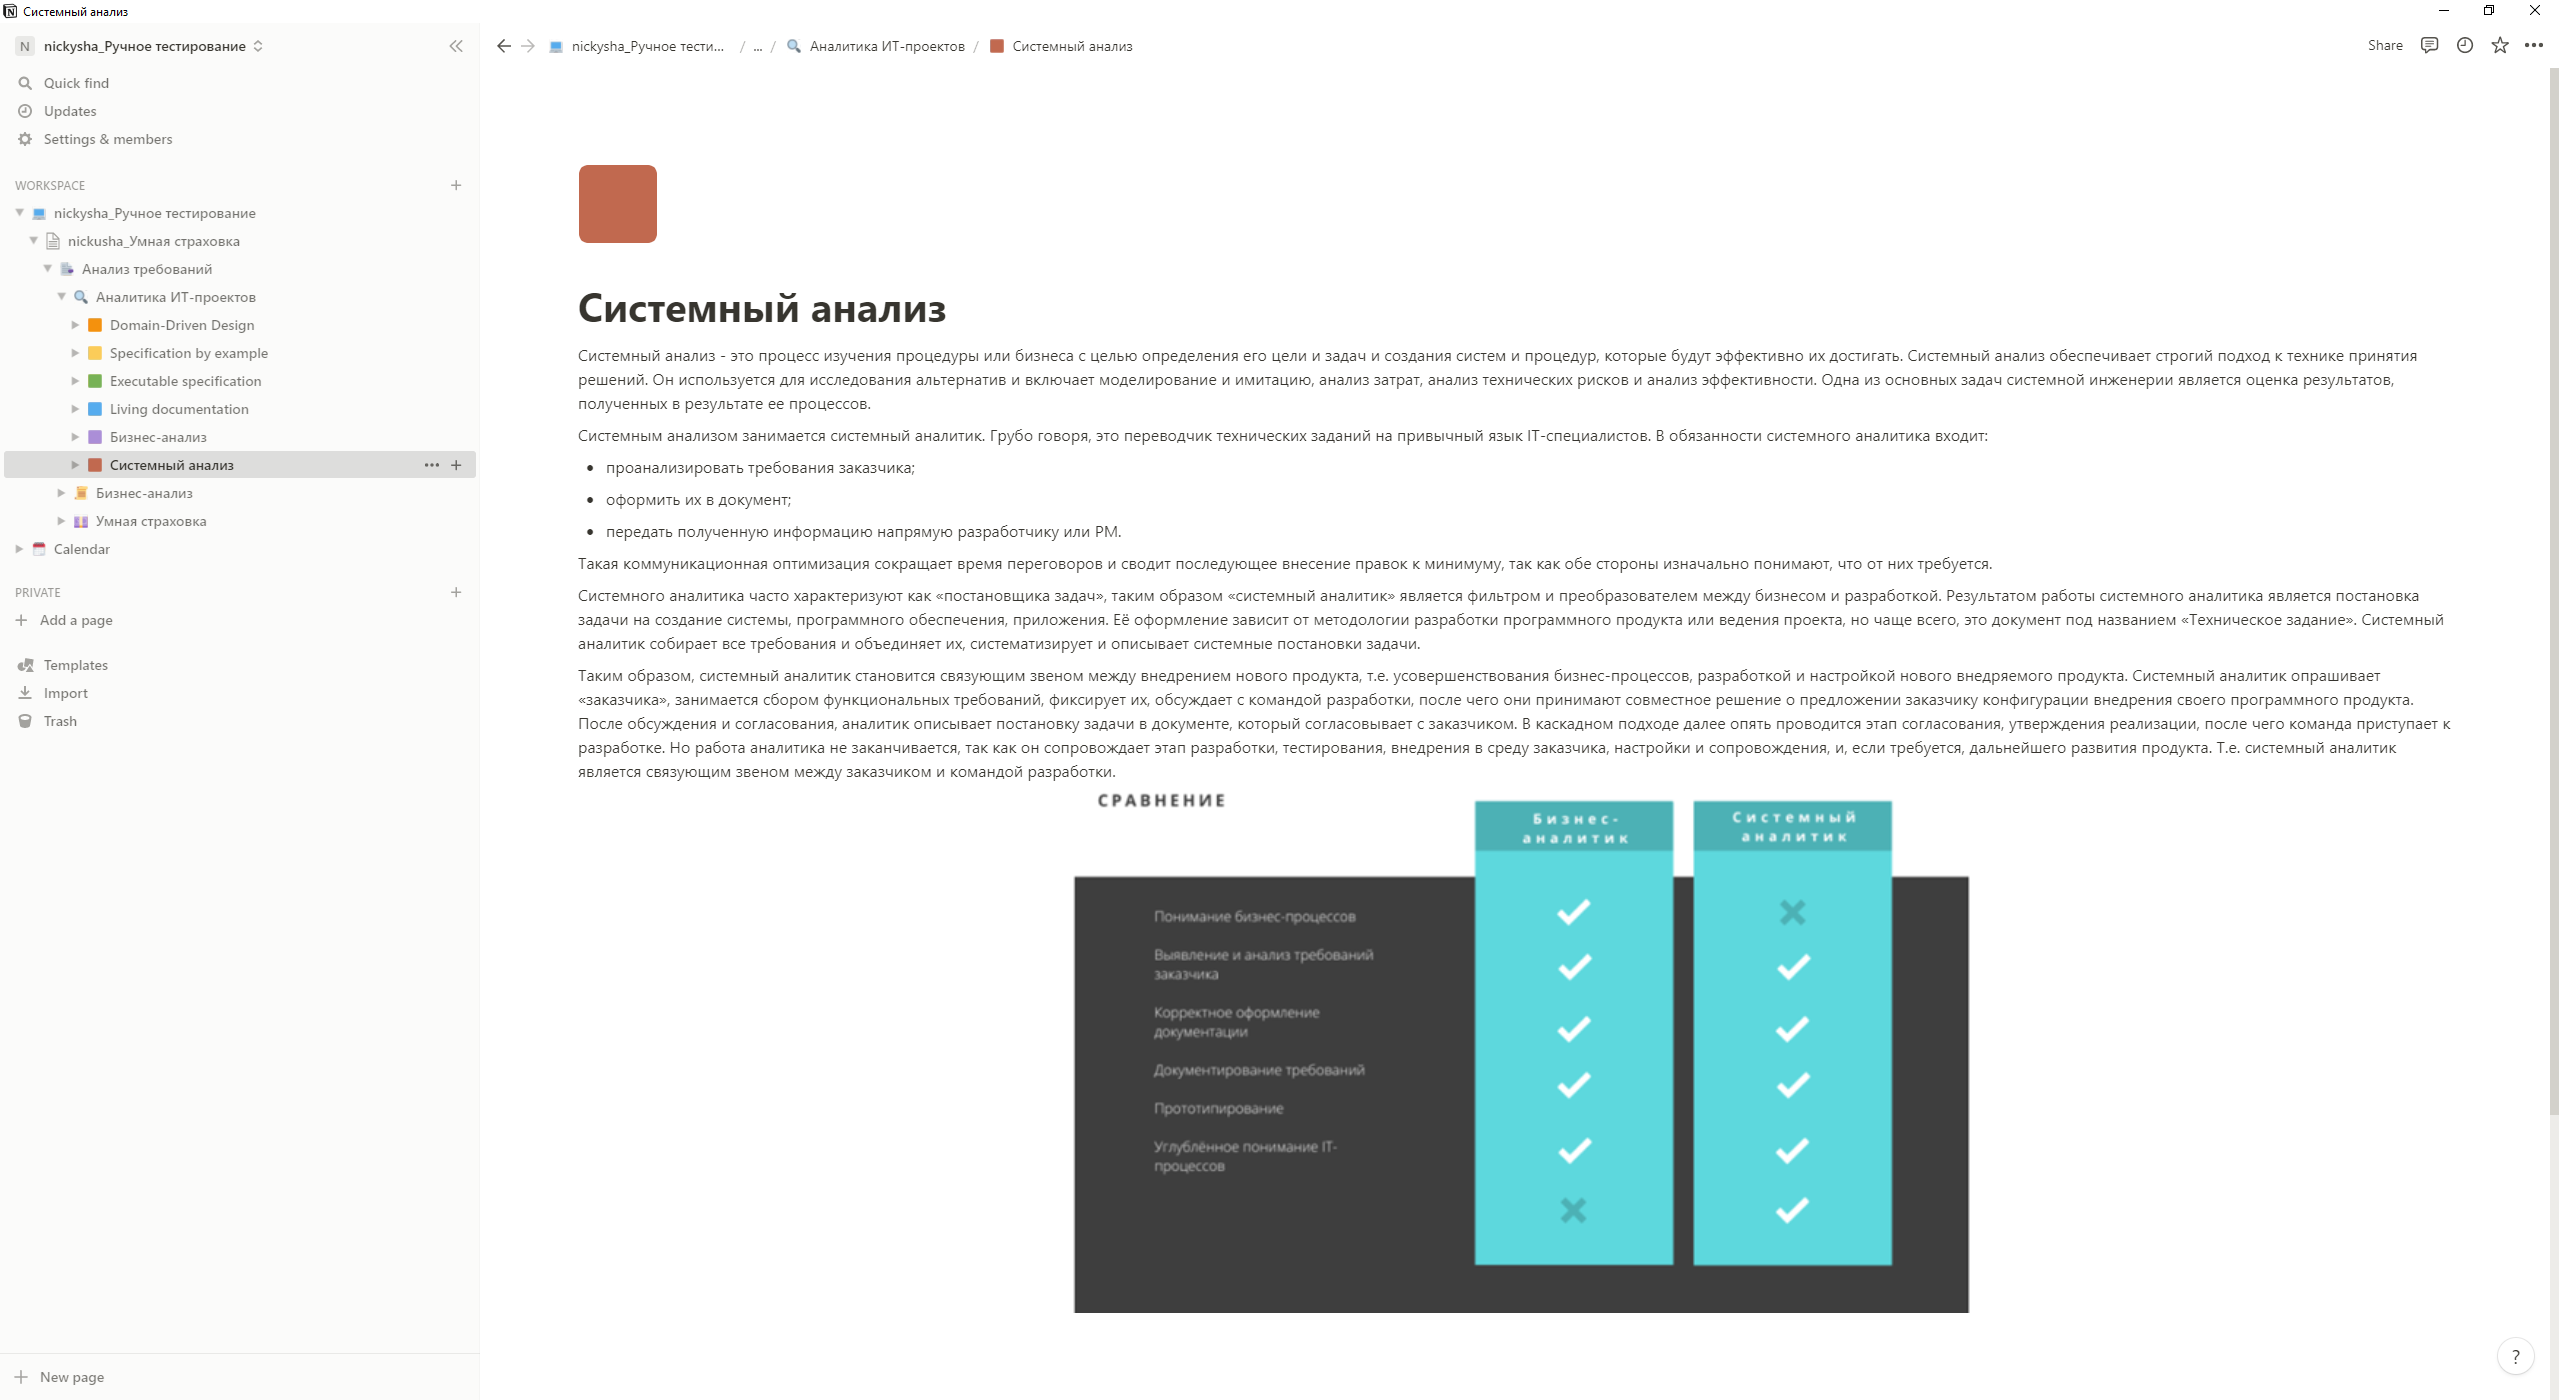 Системный анализ
N nickysha_Ручное тестирование
Quick find
Updates
Settings & members
WORKSPACE
nickysha_Ручное тестирование
nickusha_Умная страховка
Анализ требований
Аналитика ИТ-проектов
Domain-Driven Design
Specification by example
Executable specification
Living documentation
Бизнес-анализ
Системный анализ
Бизнес-анализ
Умная страховка
Calendar
PRIVATE
Add a page
Templates
Import
Trash
New page
nickysha_Ручное тести... / ... / Аналитика ИТ-проектов / Системный анализ
Share
Системный анализ
Системный анализ - это процесс изучения процедуры или бизнеса с целью определения его цели и задач и создания систем и процедур, которые будут эффективно их достигать. Системный анализ обеспечивает строгий подход к технике принятия
решений. Он используется для исследования альтернатив и включает моделирование и имитацию, анализ затрат, анализ технических рисков и анализ эффективности. Одна из основных задач системной инженерии является оценка результатов,
полученных в результате ее процессов.
Системным анализом занимается системный аналитик. Грубо говоря, это переводчик технических заданий на привычный язык IT-специалистов. В обязанности системного аналитика входит:
• проанализировать требования заказчика;
• оформить их в документ;
• передать полученную информацию напрямую разработчику или PM.
Такая коммуникационная оптимизация сокращает время переговоров и сводит последующее внесение правок к минимуму, так как обе стороны изначально понимают, что от них требуется.
Системного аналитика часто характеризуют как «постановщика задач», таким образом «системный аналитик» является фильтром и преобразователем между бизнесом и разработкой. Результатом работы системного аналитика является постановка
задачи на создание системы, программного обеспечения, приложения. Её оформление зависит от методологии разработки программного продукта или ведения проекта, но чаще всего, это документ под названием «Техническое задание». Системный
аналитик собирает все требования и объединяет их, систематизирует и описывает системные постановки задачи.
Таким образом, системный аналитик становится связующим звеном между внедрением нового продукта, т.е. усовершенствования бизнес-процессов, разработкой и настройкой нового внедряемого продукта. Системный аналитик опрашивает
«заказчика», занимается сбором функциональных требований, фиксирует их, обсуждает с командой разработки, после чего они принимают совместное решение о предложении заказчику конфигурации внедрения своего программного продукта.
После обсуждения и согласования, аналитик описывает постановку задачи в документе, который согласовывает с заказчиком. В каскадном подходе далее опять проводится этап согласования, утверждения реализации, после чего команда приступает к
разработке. Но работа аналитика не заканчивается, так как он сопровождает этап разработки, тестирования, внедрения в среду заказчика, настройки и сопровождения, и, если требуется, дальнейшего развития продукта. Т.е. системный аналитик
является связующим звеном между заказчиком и командой разработки.
СРАВНЕНИЕ
Бизнес-
аналитик
Системный
аналитик
Понимание бизнес-процессов
Выявление и анализ требований
заказчика
Корректное оформление
документации
Документирование требований
Прототипирование
Углублённое понимание IT-
процессов
?